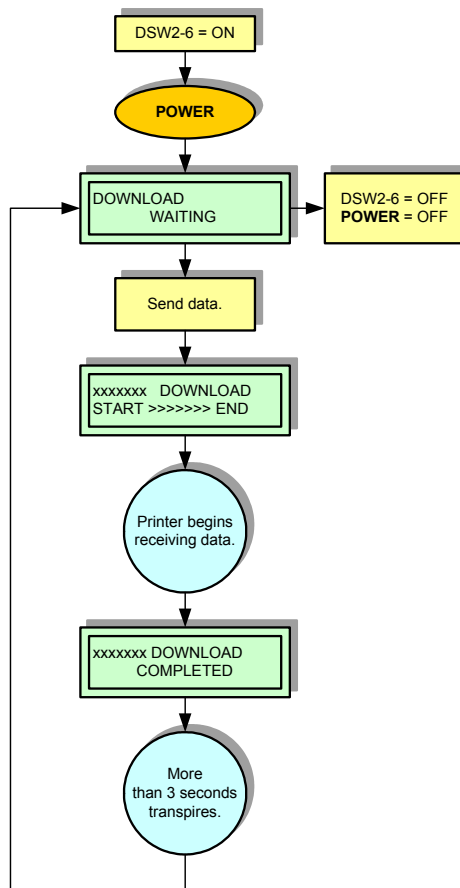 DSW2-6 = ON
POWER
DOWNLOAD
WAITING
DSW2-6 = OFF
POWER = OFF
Send data.
xxxxxxx DOWNLOAD
START >>>>>>> END
Printer begins
receiving data.
xxxxxxx DOWNLOAD
COMPLETED
More
than 3 seconds
transpires.